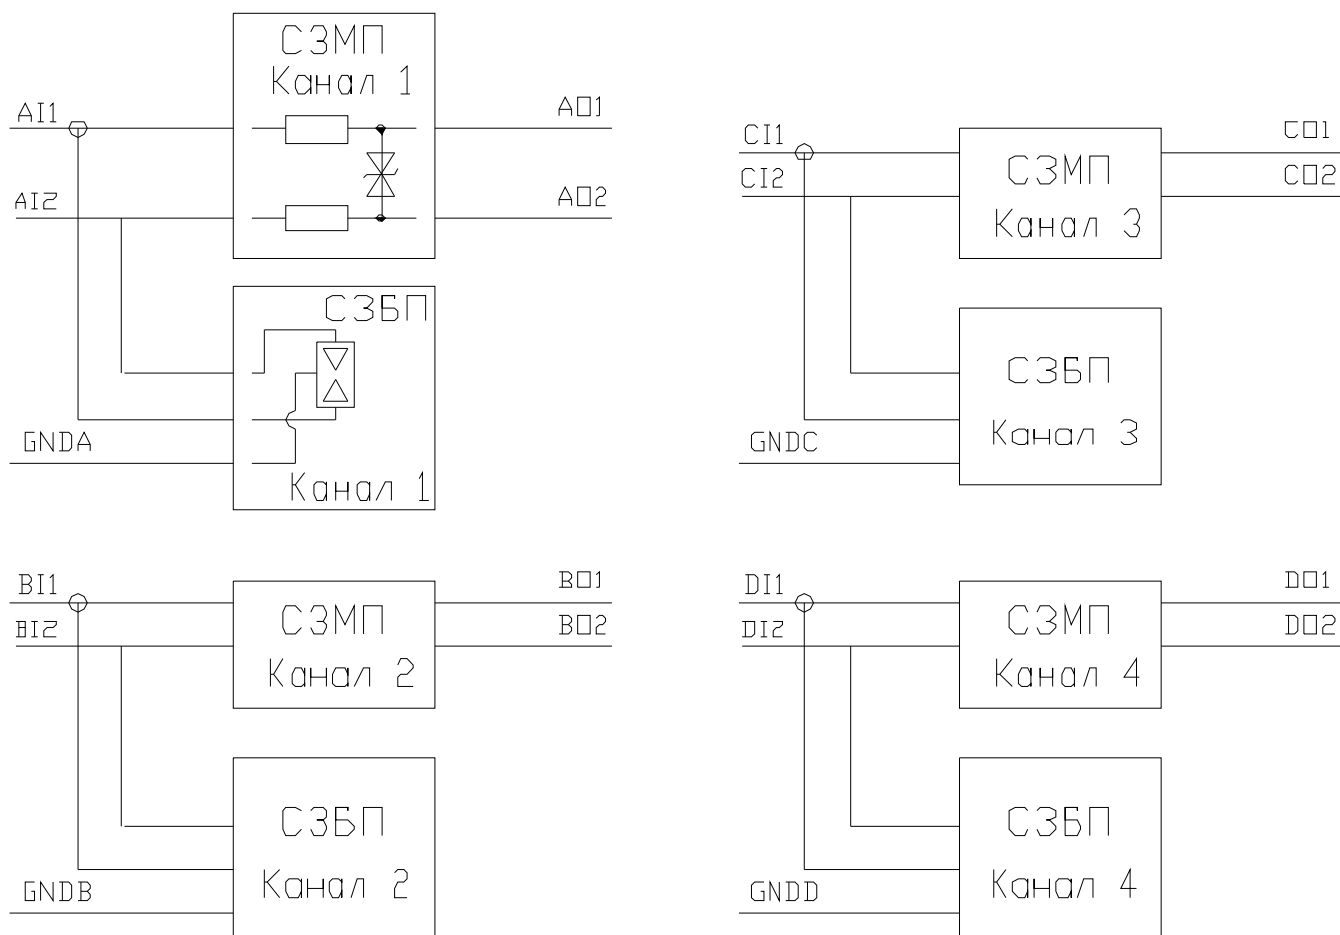 СЗМП
Канал 1
AI1
AO1
AI2
AO2
СЗБП
GNDA
Канал 1
CI1
CO1
CI2
CO2
СЗМП
Канал 3
СЗБП
Канал 3
GNDC
BI1
BO1
BI2
BO2
СЗМП
Канал 2
СЗБП
Канал 2
GNDB
DI1
DO1
DI2
DO2
СЗМП
Канал 4
СЗБП
Канал 4
GNDD